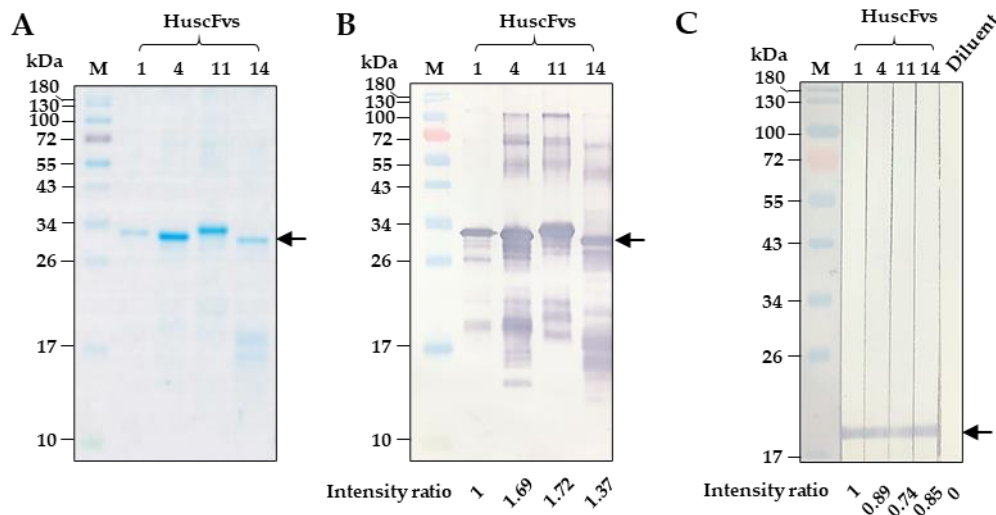 A
HuscFvs
kDa
M 1 4 11 14
180
130
100
72
55
43
34
26
17
10
B
HuscFvs
kDa
M 1 4 11 14
180
130
100
72
55
43
34
26
17
10
Intensity ratio 1 1.69 1.72 1.37
C
HuscFvs
kDa
M 1 4 11 14 Diluent
180
130
100
72
55
43
34
26
17
Intensity ratio 1 0.89 0.74 0.85 0